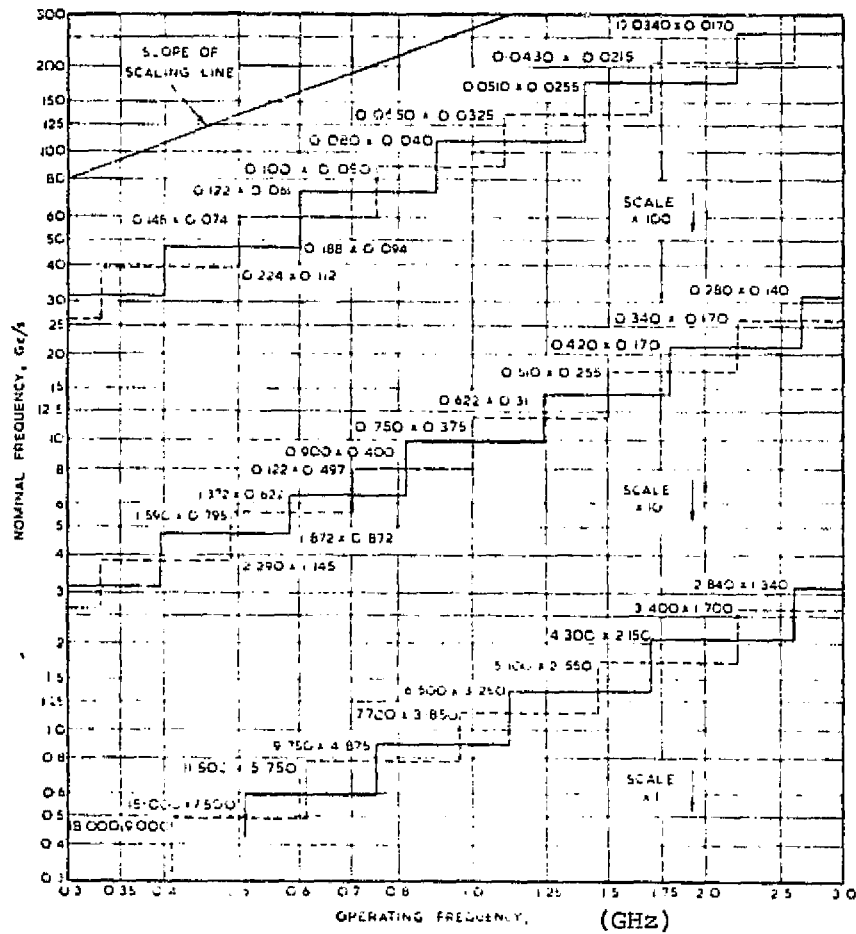 300
200
150
125
100
80
60
50
40
30
25
20
15
12.5
10
8
6
5
4
3
2
1.5
1.25
1.0
0.8
0.6
0.5
0.4
0.3
NOMINAL FREQUENCY, Gc/s
SLOPE OF
SCALING LINE
0.0340 x 0.0170
0.0430 x 0.0215
0.0510 x 0.0255
0.0650 x 0.0325
0.080 x 0.040
0.100 x 0.050
0.122 x 0.061
0.148 x 0.074
0.188 x 0.094
0.224 x 0.112
SCALE
x 100
0.280 x 0.140
0.340 x 0.170
0.420 x 0.170
0.510 x 0.255
0.622 x 0.31
0.750 x 0.375
0.900 x 0.400
0.122 x 0.497
1.372 x 0.622
1.590 x 0.795
1.872 x 0.872
2.290 x 1.145
SCALE
x 10
2.840 x 1.340
3.400 x 1.700
4.300 x 2.150
5.100 x 2.550
6.500 x 3.250
7.700 x 3.850
9.750 x 4.875
11.500 x 5.750
15.000 x 7.500
18.000 x 9.000
SCALE
x 1
0.3 0.35 0.4 0.5 0.6 0.7 0.8 1.0 1.25 1.5 1.75 2.0 2.5 3.0
OPERATING FREQUENCY, (GHz)